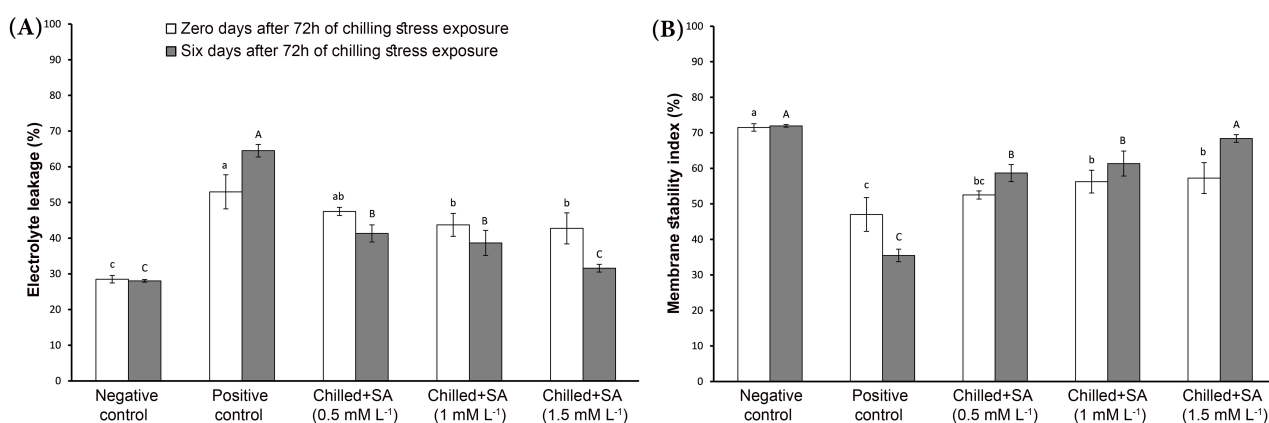 (A)
Zero days after 72h of chilling stress exposure
Six days after 72h of chilling stress exposure
Electrolyte leakage (%)
100
90
80
70
60
50
40
30
20
10
0
c
C
a
A
ab
B
b
B
b
C
Negative
control
Positive
control
Chilled+SA
(0.5 mM L⁻¹)
Chilled+SA
(1 mM L⁻¹)
Chilled+SA
(1.5 mM L⁻¹)
(B)
Membrane stability index (%)
100
90
80
70
60
50
40
30
20
10
0
a
A
c
C
bc
B
b
B
b
A
Negative
control
Positive
control
Chilled+SA
(0.5 mM L⁻¹)
Chilled+SA
(1 mM L⁻¹)
Chilled+SA
(1.5 mM L⁻¹)